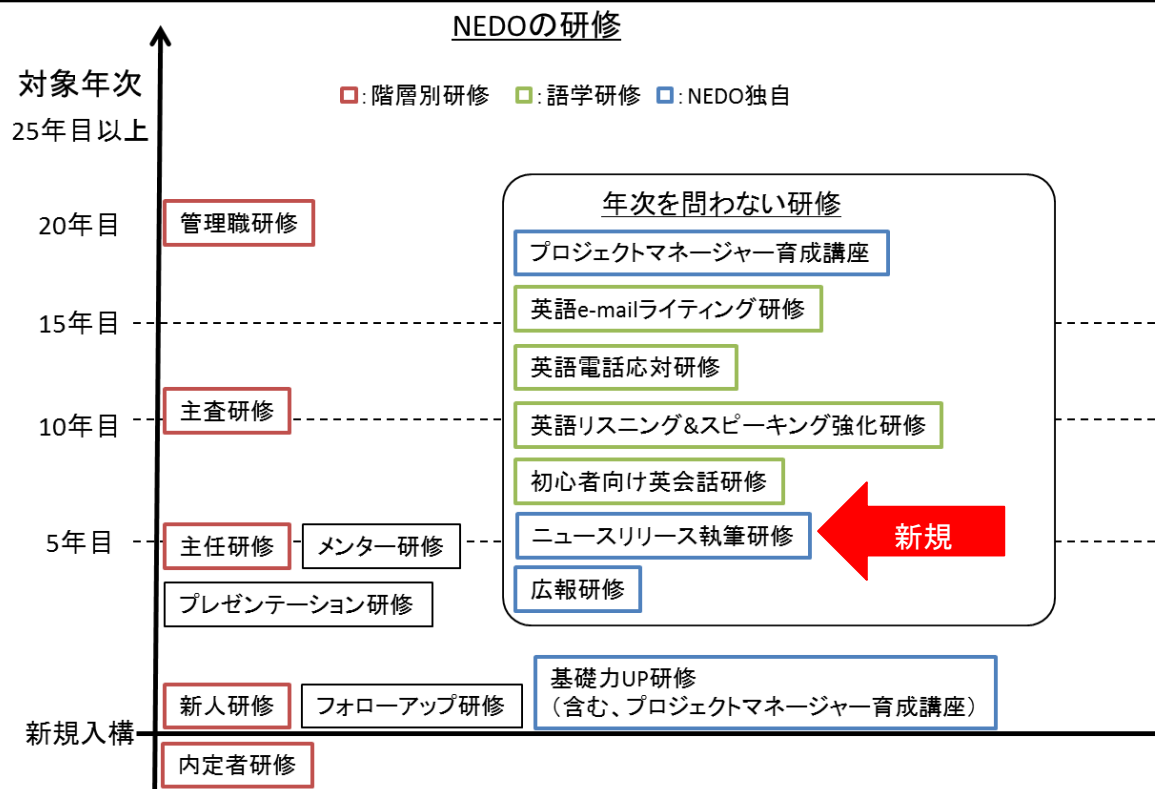 NEDOの研修
対象年次
□:階層別研修 □:語学研修 □:NEDO独自
25年目以上
20年目
管理職研修
15年目
主査研修
10年目
5年目
主任研修
メンター研修
プレゼンテーション研修
年次を問わない研修
プロジェクトマネージャー育成講座
英語e-mailライティング研修
英語電話応対研修
英語リスニング&スピーキング強化研修
初心者向け英会話研修
ニュースリリース執筆研修
新規
広報研修
新人研修
フォローアップ研修
基礎力UP研修
（含む、プロジェクトマネージャー育成講座）
新規入構
内定者研修